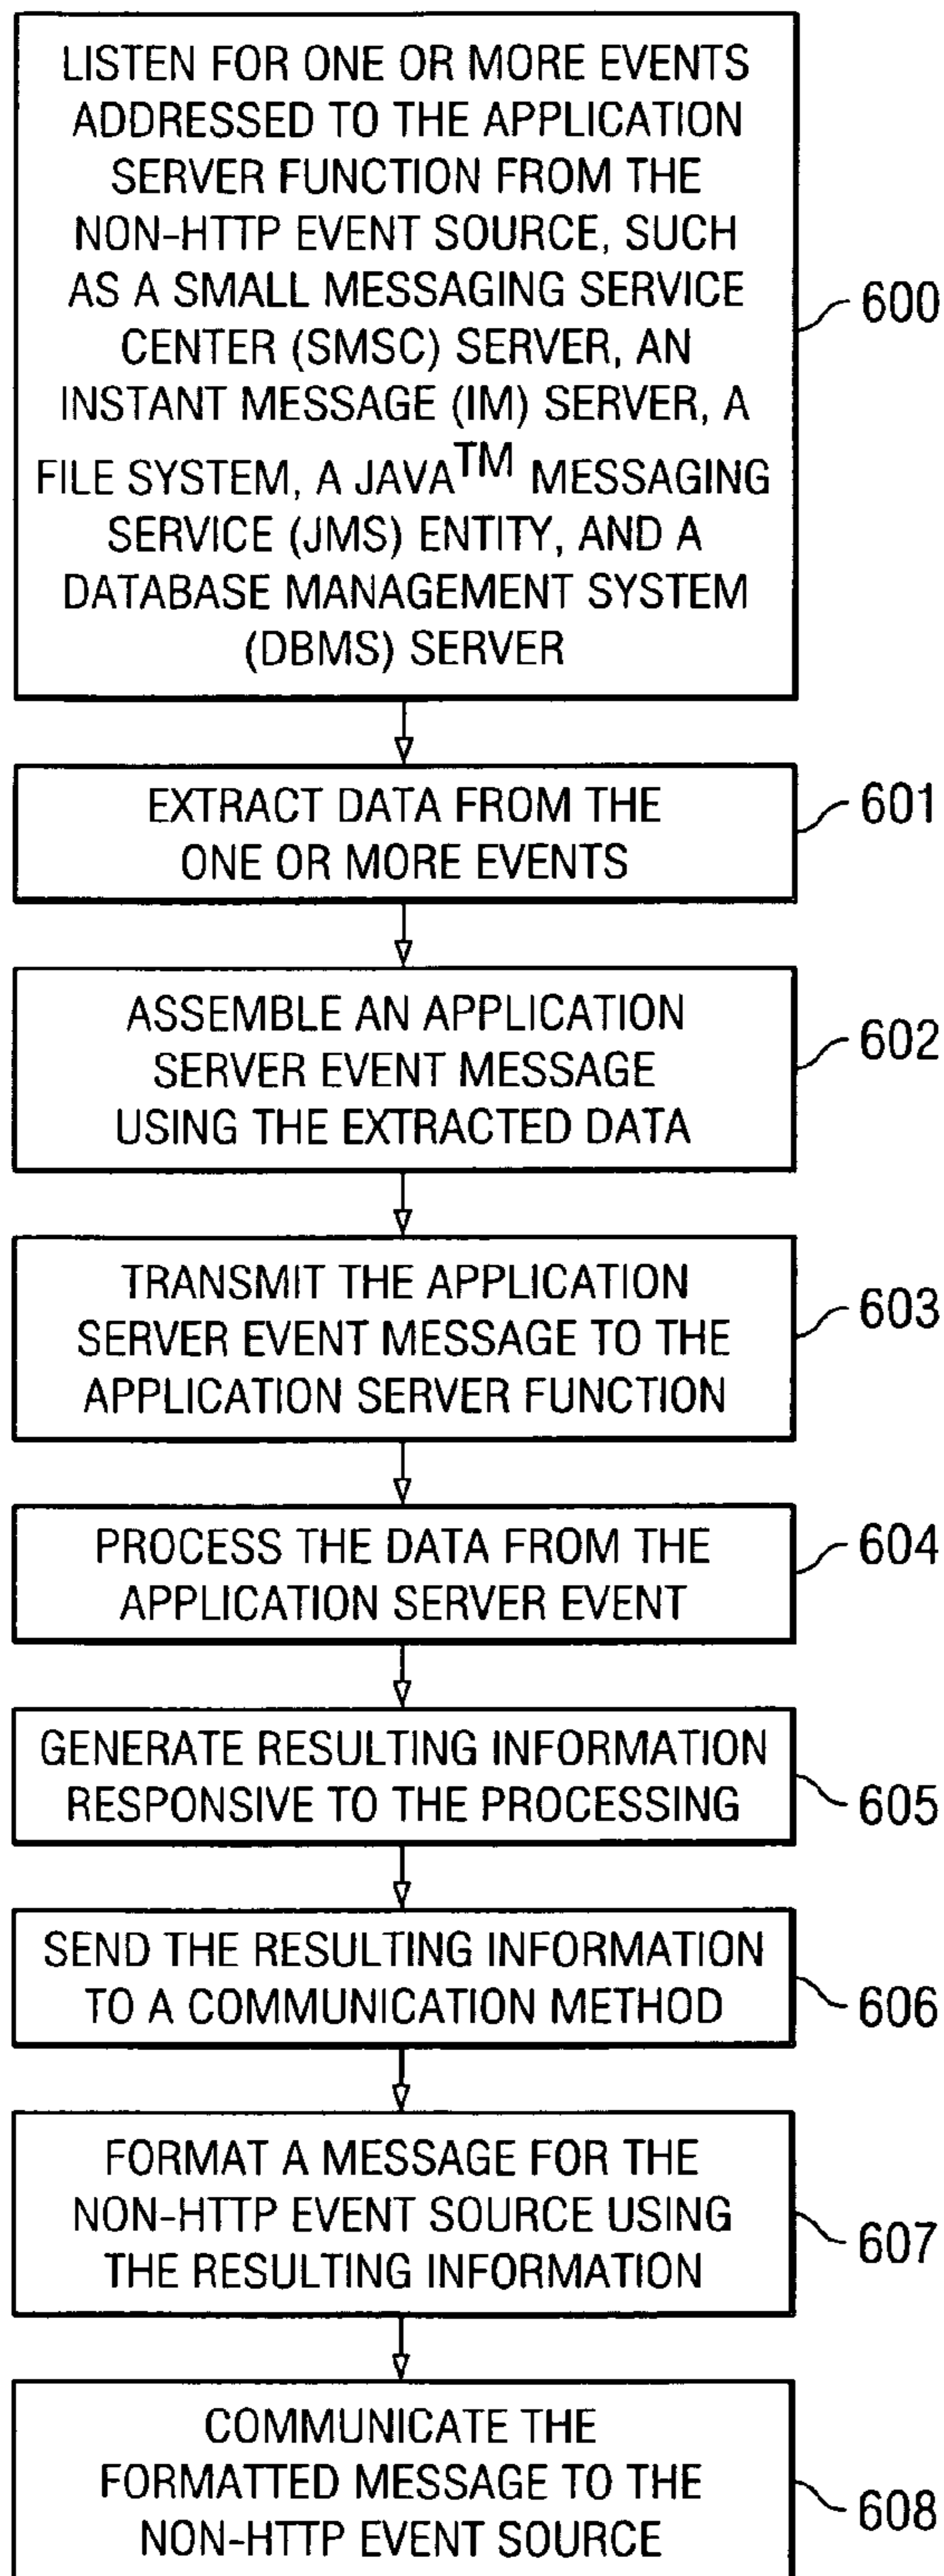 LISTEN FOR ONE OR MORE EVENTS
ADDRESSED TO THE APPLICATION
SERVER FUNCTION FROM THE
NON-HTTP EVENT SOURCE, SUCH
AS A SMALL MESSAGING SERVICE
CENTER (SMSC) SERVER, AN
INSTANT MESSAGE (IM) SERVER, A
FILE SYSTEM, A JAVA™ MESSAGING
SERVICE (JMS) ENTITY, AND A
DATABASE MANAGEMENT SYSTEM
(DBMS) SERVER
600
EXTRACT DATA FROM THE
ONE OR MORE EVENTS
601
ASSEMBLE AN APPLICATION
SERVER EVENT MESSAGE
USING THE EXTRACTED DATA
602
TRANSMIT THE APPLICATION
SERVER EVENT MESSAGE TO THE
APPLICATION SERVER FUNCTION
603
PROCESS THE DATA FROM THE
APPLICATION SERVER EVENT
604
GENERATE RESULTING INFORMATION
RESPONSIVE TO THE PROCESSING
605
SEND THE RESULTING INFORMATION
TO A COMMUNICATION METHOD
606
FORMAT A MESSAGE FOR THE
NON-HTTP EVENT SOURCE USING
THE RESULTING INFORMATION
607
COMMUNICATE THE
FORMATTED MESSAGE TO THE
NON-HTTP EVENT SOURCE
608